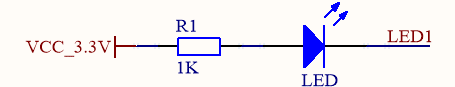 R1
VCC_3.3V
LED1
1K
LED